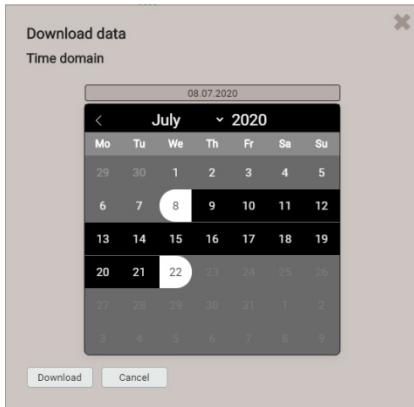 Download data
Time domain
08.07.2020
July 2020
Mo Tu We Th Fr Sa Su
29 30 1 2 3 4 5
6 7 8 9 10 11 12
13 14 15 16 17 18 19
20 21 22 23 24 25 26
27 28 29 30 31 1 2
3 4 5 6 7 8 9
Download Cancel